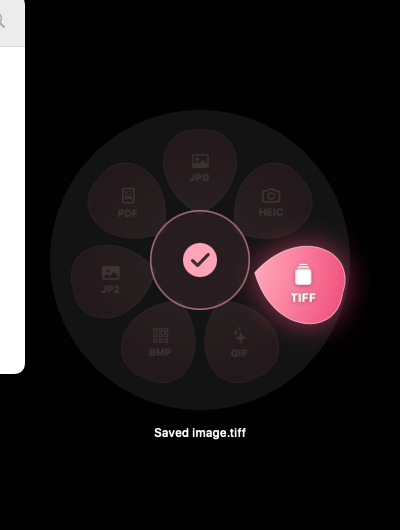 JPG
PDF
HEIC
JP2
TIFF
BMP
GIF
Saved image.tiff